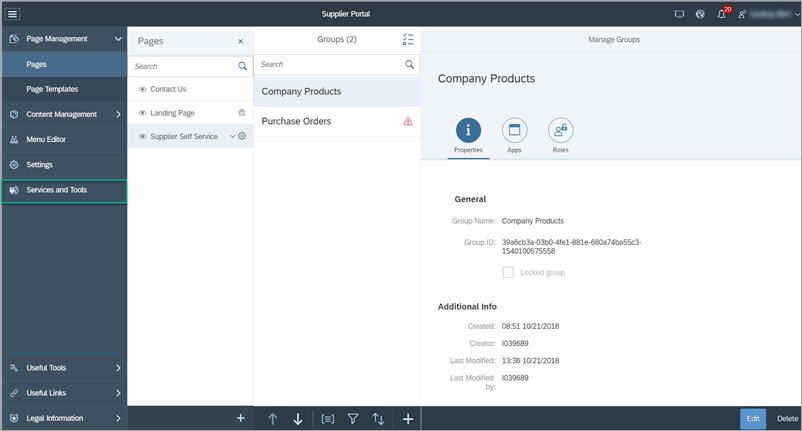 Supplier Portal
20
Page Management
Pages
Page Templates
Content Management
Menu Editor
Settings
Services and Tools
Useful Tools
Useful Links
Legal Information
Pages
×
Search
Contact Us
Landing Page
Supplier Self Service
Groups (2)
Search
Company Products
Purchase Orders
Manage Groups
Company Products
Properties
Apps
Roles
General
Group Name: Company Products
Group ID: 39a6cb3a-03b0-4fe1-881e-680a74ba55c3-
1540100575558
Locked group
Additional Info
Created: 08:51 10/21/2018
Creator: I039689
Last Modified: 13:36 10/21/2018
Last Modified I039689
by:
Edit
Delete